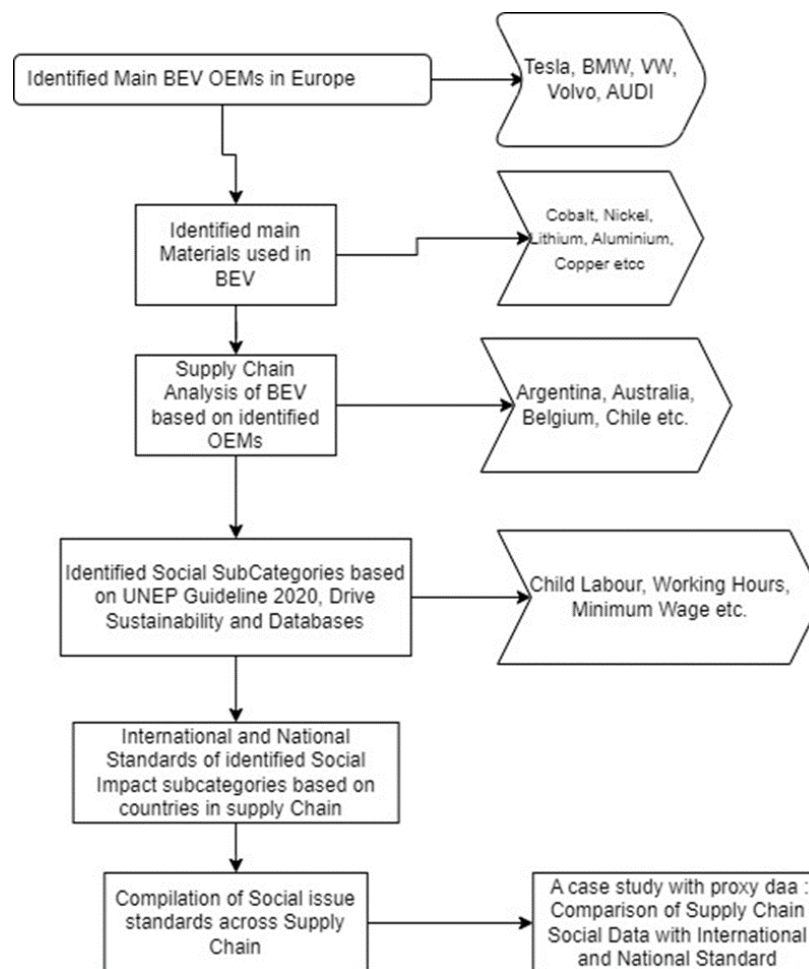 Identified Main BEV OEMs in Europe
Tesla, BMW, VW,
Volvo, AUDI
Identified main
Materials used in
BEV
Cobalt, Nickel,
Lithium, Aluminium,
Copper etcc
Supply Chain
Analysis of BEV
based on identified
OEMs
Argentina, Australia,
Belgium, Chile etc.
Identified Social SubCategories based
on UNEP Guideline 2020, Drive
Sustainability and Databases
Child Labour, Working Hours,
Minimum Wage etc.
International and National
Standards of identified Social
Impact subcategories based on
countries in supply Chain
Compilation of Social issue
standards across Supply
Chain
A case study with proxy daa :
Comparison of Supply Chain
Social Data with International
and National Standard